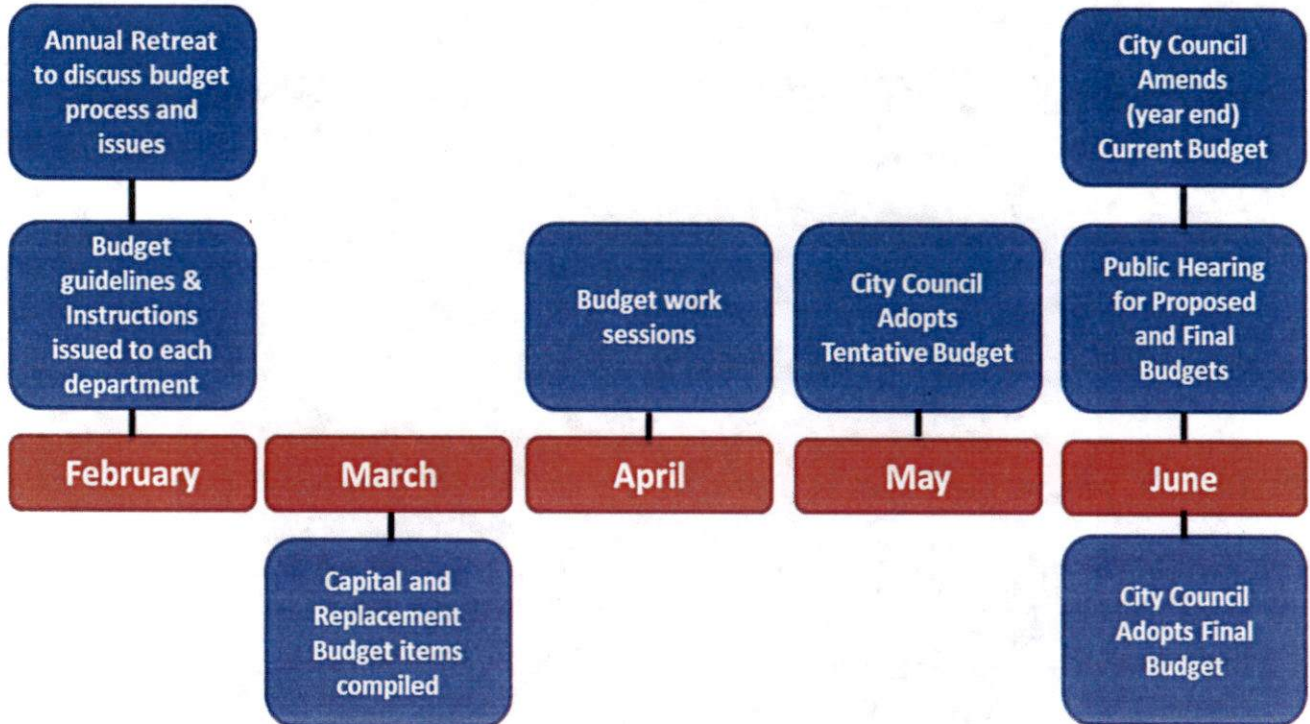 Annual Retreat
to discuss budget
process and
issues
Budget
guidelines &
Instructions
issued to each
department
February
March
Capital and
Replacement
Budget items
compiled
Budget work
sessions
April
City Council
Adopts
Tentative Budget
May
City Council
Amends
(year end)
Current Budget
Public Hearing
for Proposed
and Final
Budgets
June
City Council
Adopts Final
Budget